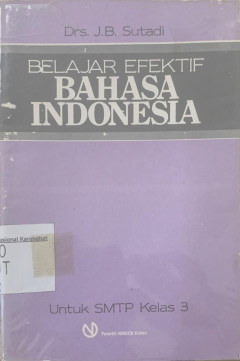 Drs. J.B. Sutadi
BELAJAR EFEKTIF
BAHASA
INDONESIA
Untuk SMTP Kelas 3